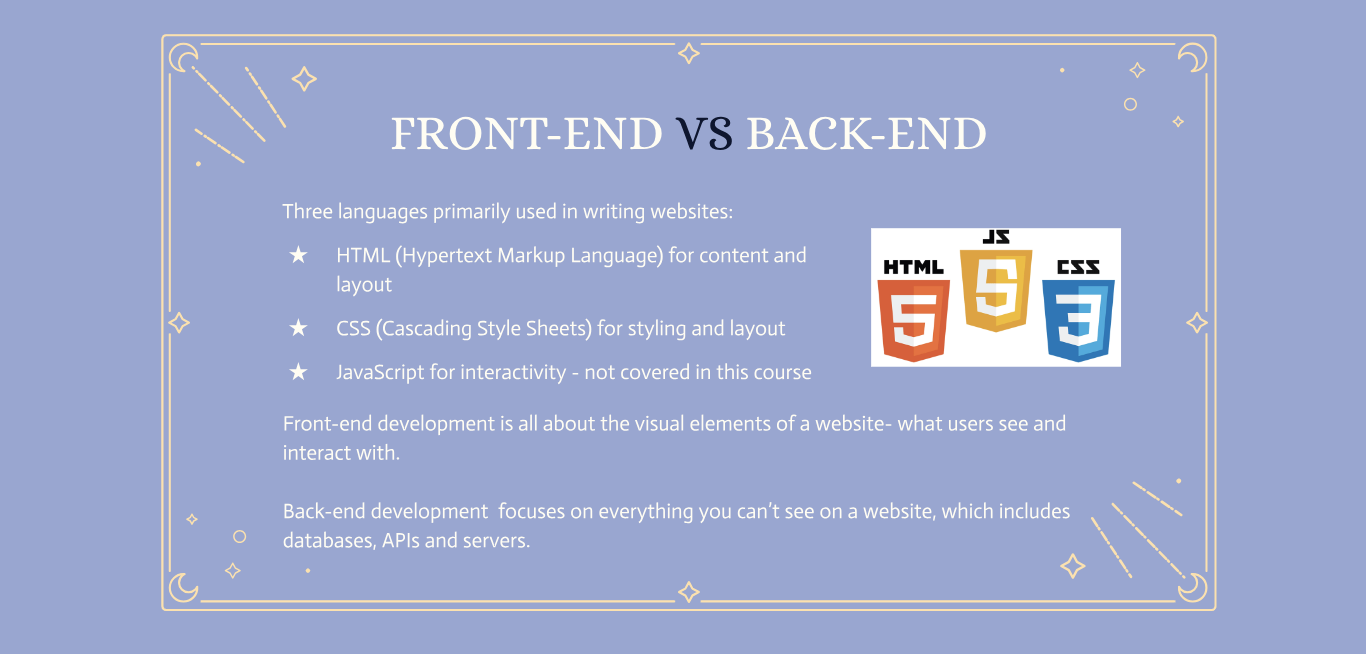 FRONT-END VS BACK-END
Three languages primarily used in writing websites:
★ HTML (Hypertext Markup Language) for content and
layout
★ CSS (Cascading Style Sheets) for styling and layout
★ JavaScript for interactivity - not covered in this course
JS
HTML
CSS
5
5
3
Front-end development is all about the visual elements of a website- what users see and
interact with.
Back-end development  focuses on everything you can’t see on a website, which includes
databases, APIs and servers.